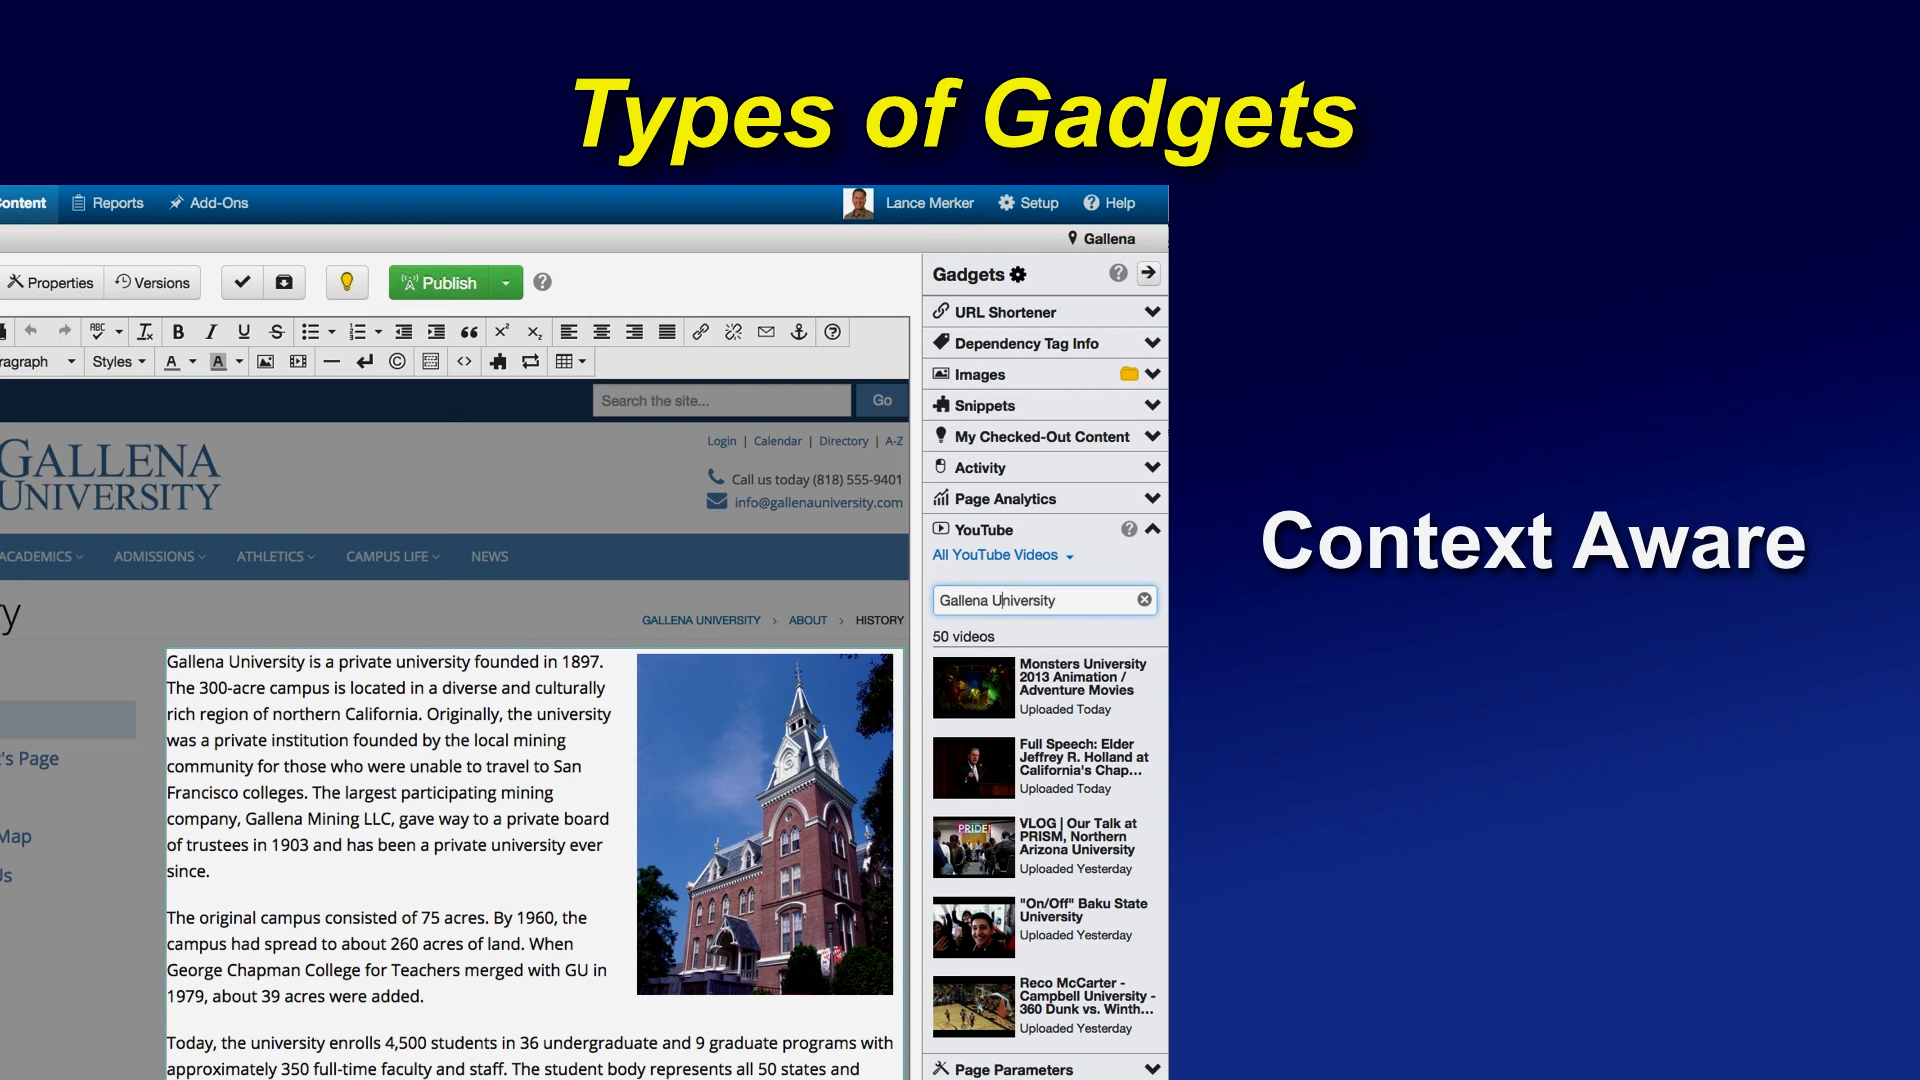 Types of Gadgets
Content Reports Add-Ons Lance Merker Setup Help
Gallena
Properties Versions Publish
Gadgets
ABC
Paragraph Styles A A
URL Shortener
Dependency Tag Info
Images
Snippets
My Checked-Out Content
Activity
Page Analytics
YouTube
All YouTube Videos
Gallena University
50 videos
Monsters University
2013 Animation /
Adventure Movies
Uploaded Today
Full Speech: Elder
Jeffrey R. Holland at
California's Chap...
Uploaded Today
PRIDE!
VLOG | Our Talk at
PRISM, Northern
Arizona University
Uploaded Yesterday
"On/Off" Baku State
University
Uploaded Yesterday
Reco McCarter -
Campbell University -
360 Dunk vs. Winth...
Uploaded Yesterday
Page Parameters
Search the site... Go
Login | Calendar | Directory | A-Z
GALLENA
UNIVERSITY
Call us today (818) 555-9401
info@gallenauniversity.com
ACADEMICS ADMISSIONS ATHLETICS CAMPUS LIFE NEWS
y
GALLENA UNIVERSITY > ABOUT > HISTORY
't's Page
Map
Us
Gallena University is a private university founded in 1897.
The 300-acre campus is located in a diverse and culturally
rich region of northern California. Originally, the university
was a private institution founded by the local mining
community for those who were unable to travel to San
Francisco colleges. The largest participating mining
company, Gallena Mining LLC, gave way to a private board
of trustees in 1903 and has been a private university ever
since.
The original campus consisted of 75 acres. By 1960, the
campus had spread to about 260 acres of land. When
George Chapman College for Teachers merged with GU in
1979, about 39 acres were added.
Today, the university enrolls 4,500 students in 36 undergraduate and 9 graduate programs with
approximately 350 full-time faculty and staff. The student body represents all 50 states and
Context Aware